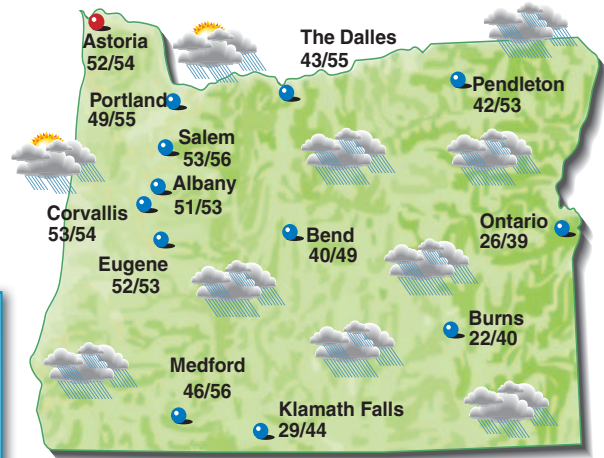 Astoria
52/54
The Dalles
43/55
Pendleton
42/53
Portland
49/55
Salem
53/56
Albany
51/53
Corvallis
53/54
Eugene
52/53
Bend
40/49
Ontario
26/39
Burns
22/40
Medford
46/56
Klamath Falls
29/44